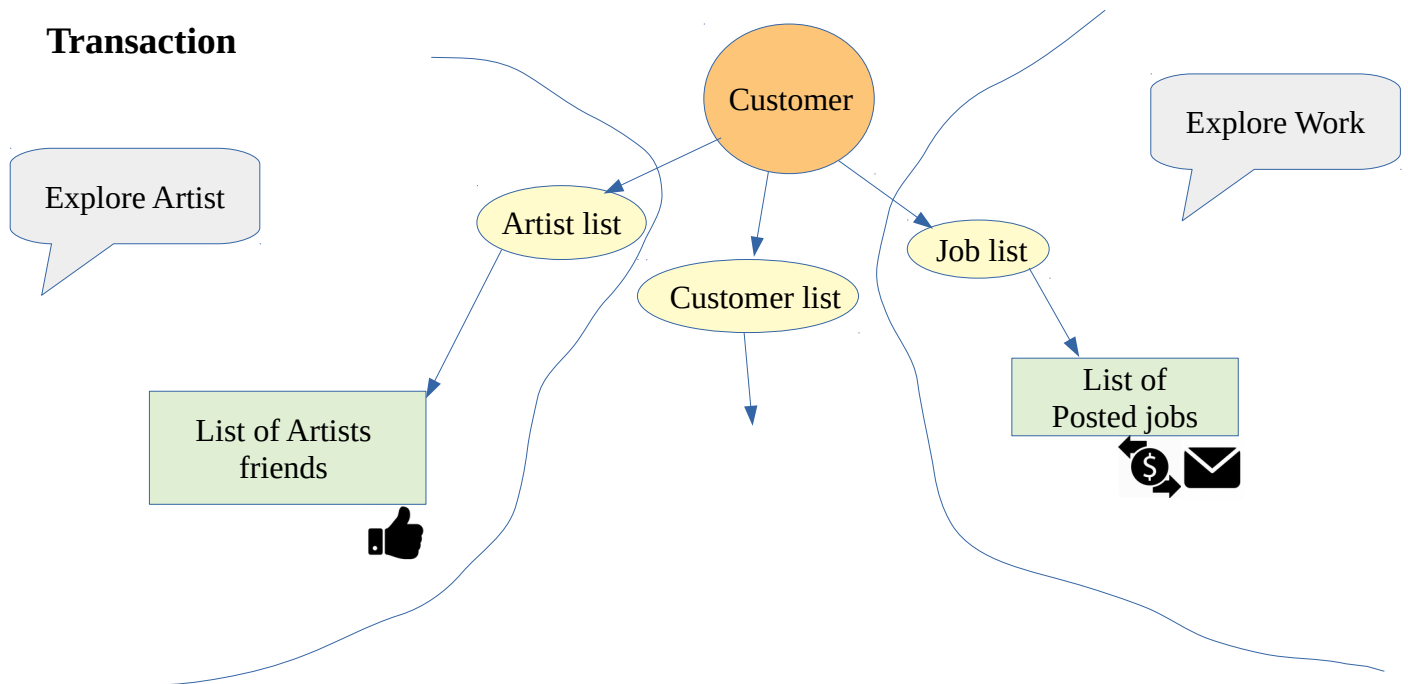 Transaction
Customer
Explore Work
Explore Artist
Artist list
Job list
Customer list
List of
Posted jobs
List of Artists
friends
$